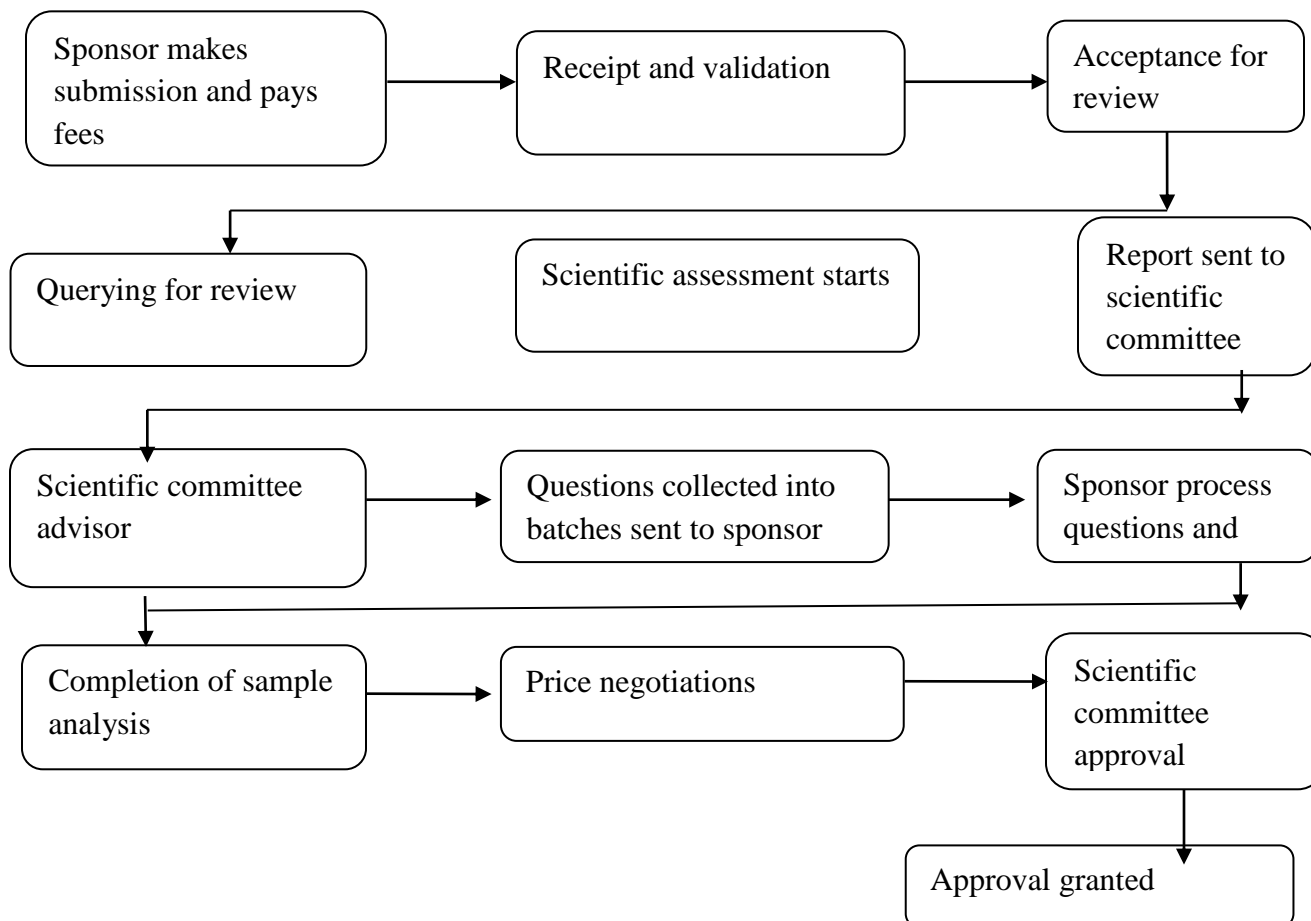 Sponsor makes
submission and pays
fees
Receipt and validation
Acceptance for
review
Querying for review
Scientific assessment starts
Report sent to
scientific
committee
Scientific committee
advisor
Questions collected into
batches sent to sponsor
Sponsor process
questions and
Completion of sample
analysis
Price negotiations
Scientific
committee
approval
Approval granted